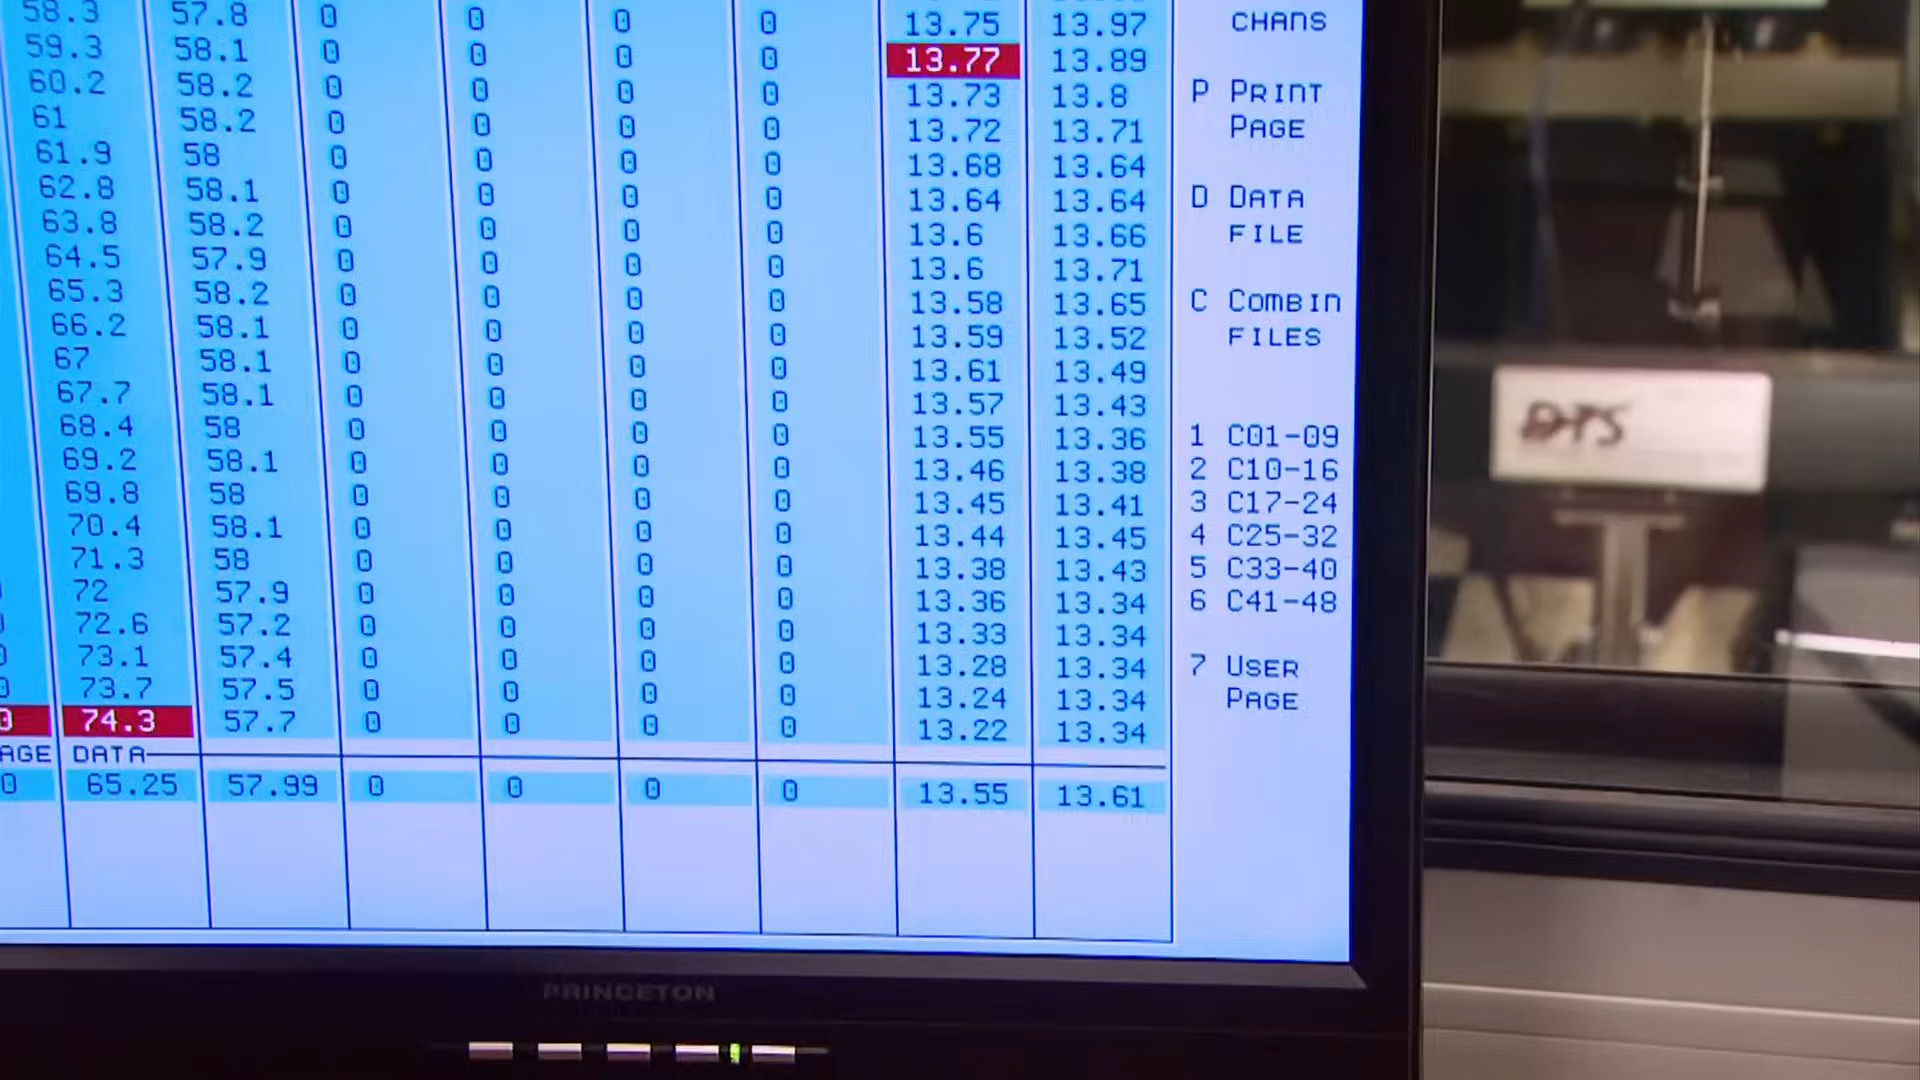 58.3 57.8 0 0 0 0 13.75 13.97 CHANS
59.3 58.1 0 0 0 0 13.77 13.89
60.2 58.2 0 0 0 0 13.73 13.8 P PRINT
61 58.2 0 0 0 0 13.72 13.71 PAGE
61.9 58 0 0 0 0 13.68 13.64
62.8 58.1 0 0 0 0 13.64 13.64 D DATA
63.8 58.2 0 0 0 0 13.6 13.66 FILE
64.5 57.9 0 0 0 0 13.6 13.71
65.3 58.2 0 0 0 0 13.58 13.65 C COMBIN
66.2 58.1 0 0 0 0 13.59 13.52 FILES
67 58.1 0 0 0 0 13.61 13.49
67.7 58.1 0 0 0 0 13.57 13.43
68.4 58 0 0 0 0 13.55 13.36 1 C01-09
69.2 58.1 0 0 0 0 13.46 13.38 2 C10-16
69.8 58 0 0 0 0 13.45 13.41 3 C17-24
70.4 58.1 0 0 0 0 13.44 13.45 4 C25-32
71.3 58 0 0 0 0 13.38 13.43 5 C33-40
72 57.9 0 0 0 0 13.36 13.34 6 C41-48
72.6 57.2 0 0 0 0 13.33 13.34
73.1 57.4 0 0 0 0 13.28 13.34 7 USER
73.7 57.5 0 0 0 0 13.24 13.34 PAGE
0 74.3 57.7 0 0 0 0 13.22 13.34
AGE DATA
0 65.25 57.99 0 0 0 0 13.55 13.61
PRINCETON